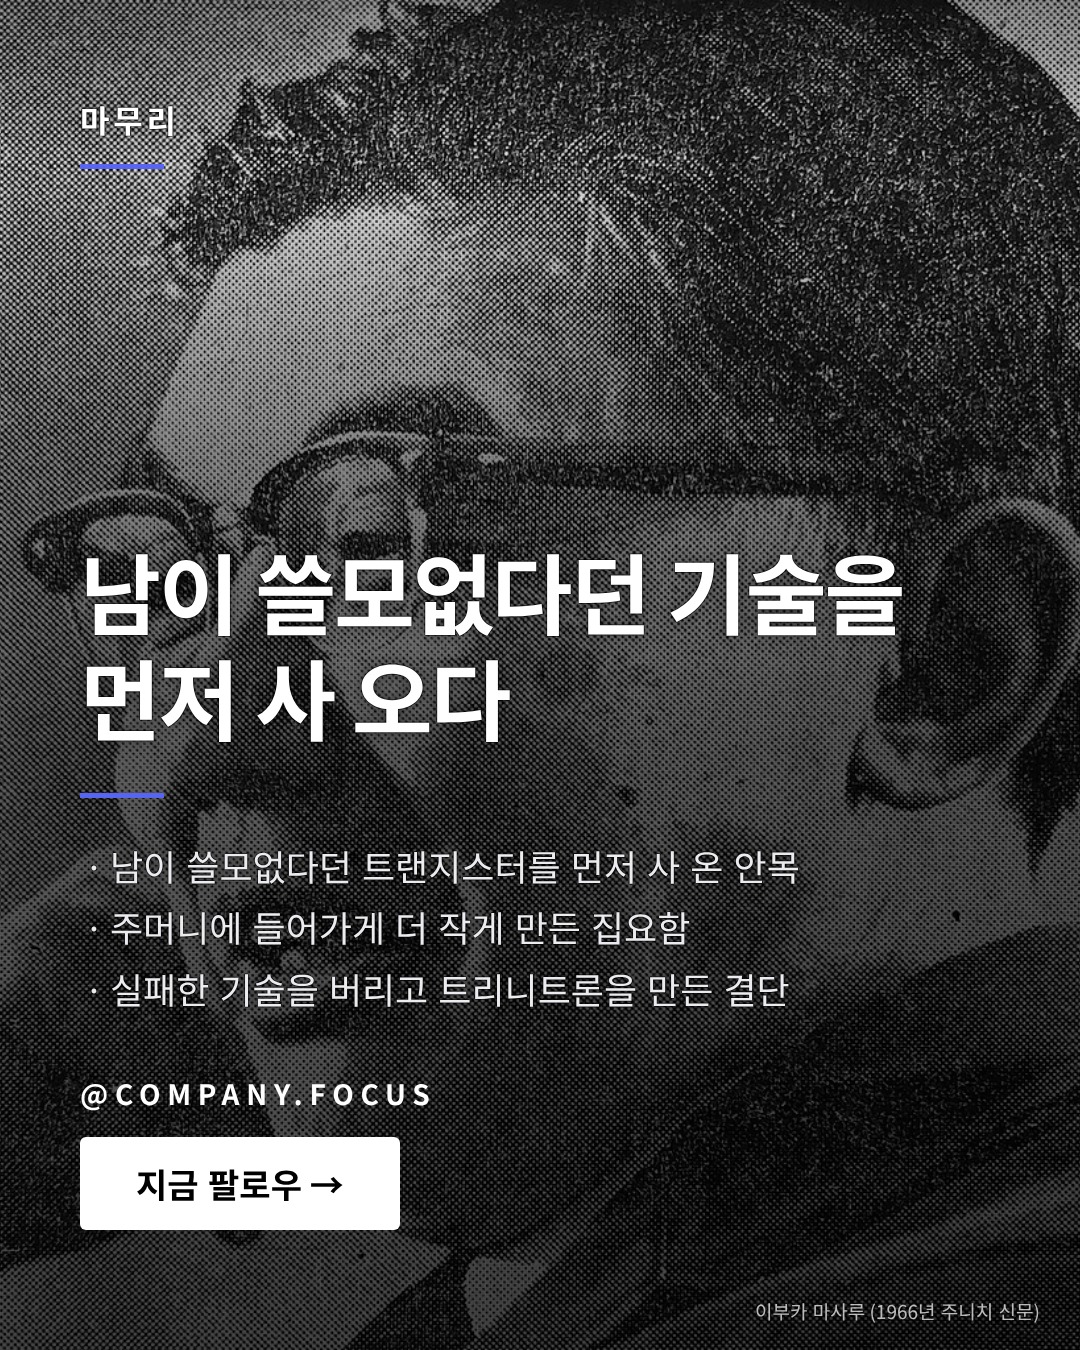 마무리
남이 쓸모없다던 기술을
먼저 사 오다
· 남이 쓸모없다던 트랜지스터를 먼저 사 온 안목
· 주머니에 들어가게 더 작게 만든 집요함
· 실패한 기술을 버리고 트리니트론을 만든 결단
@COMPANY.FOCUS
지금 팔로우 →
이부카 마사루 (1966년 주니치 신문)